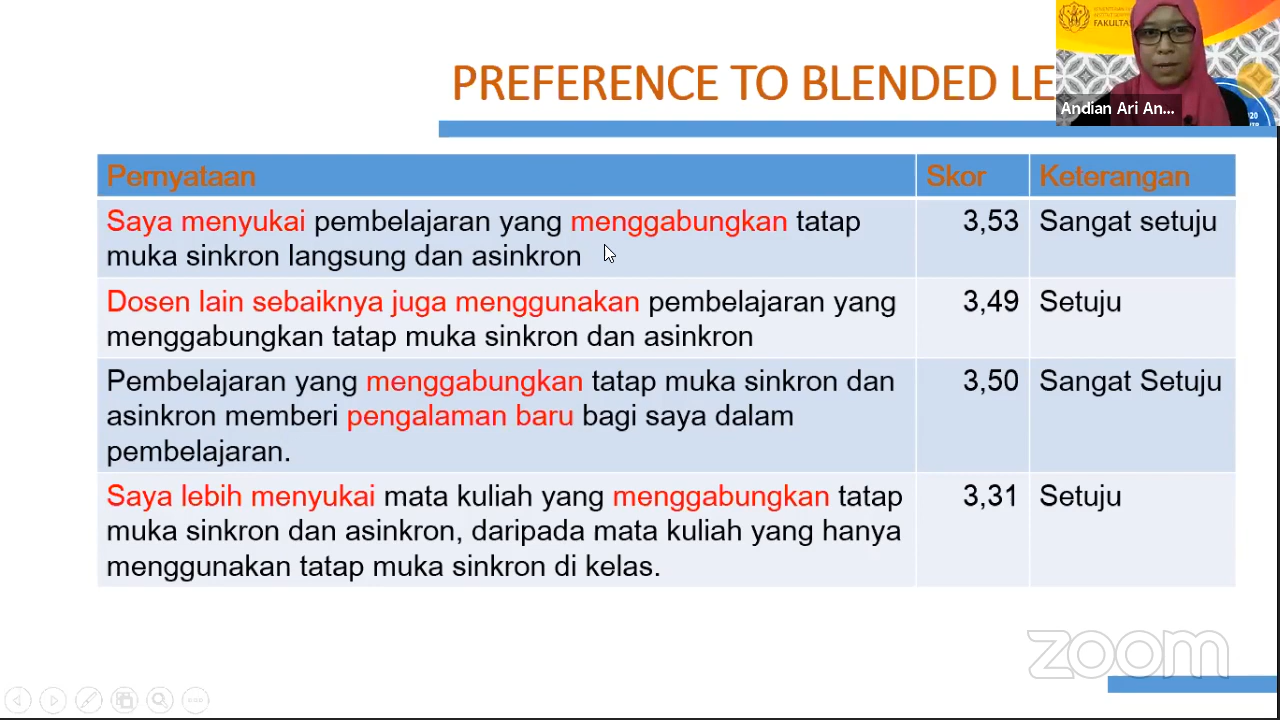 PREFERENCE TO BLENDED LE
FAKULTAS
Andian Ari An...
Pernyataan Skor Keterangan
Saya menyukai pembelajaran yang menggabungkan tatap 3,53 Sangat setuju
muka sinkron langsung dan asinkron
Dosen lain sebaiknya juga menggunakan pembelajaran yang 3,49 Setuju
menggabungkan tatap muka sinkron dan asinkron
Pembelajaran yang menggabungkan tatap muka sinkron dan 3,50 Sangat Setuju
asinkron memberi pengalaman baru bagi saya dalam
pembelajaran.
Saya lebih menyukai mata kuliah yang menggabungkan tatap 3,31 Setuju
muka sinkron dan asinkron, daripada mata kuliah yang hanya
menggunakan tatap muka sinkron di kelas.
zoom